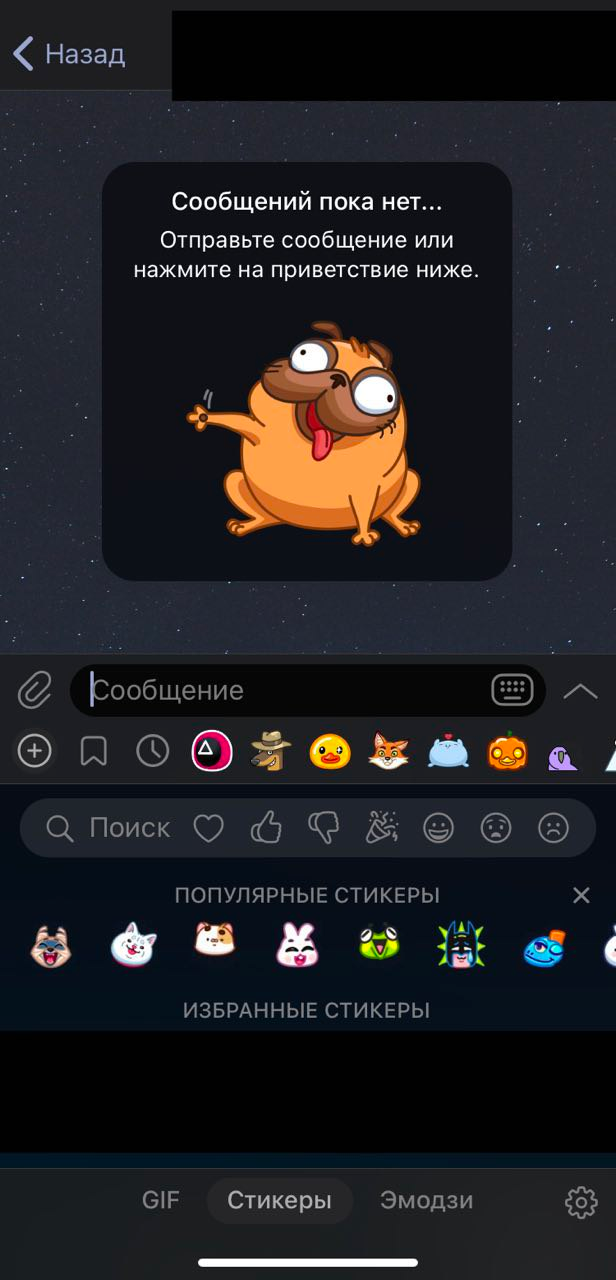 Назад
Сообщений пока нет...
Отправьте сообщение или
нажмите на приветствие ниже.
Сообщение
Поиск
ПОПУЛЯРНЫЕ СТИКЕРЫ
ИЗБРАННЫЕ СТИКЕРЫ
GIF Стикеры Эмодзи